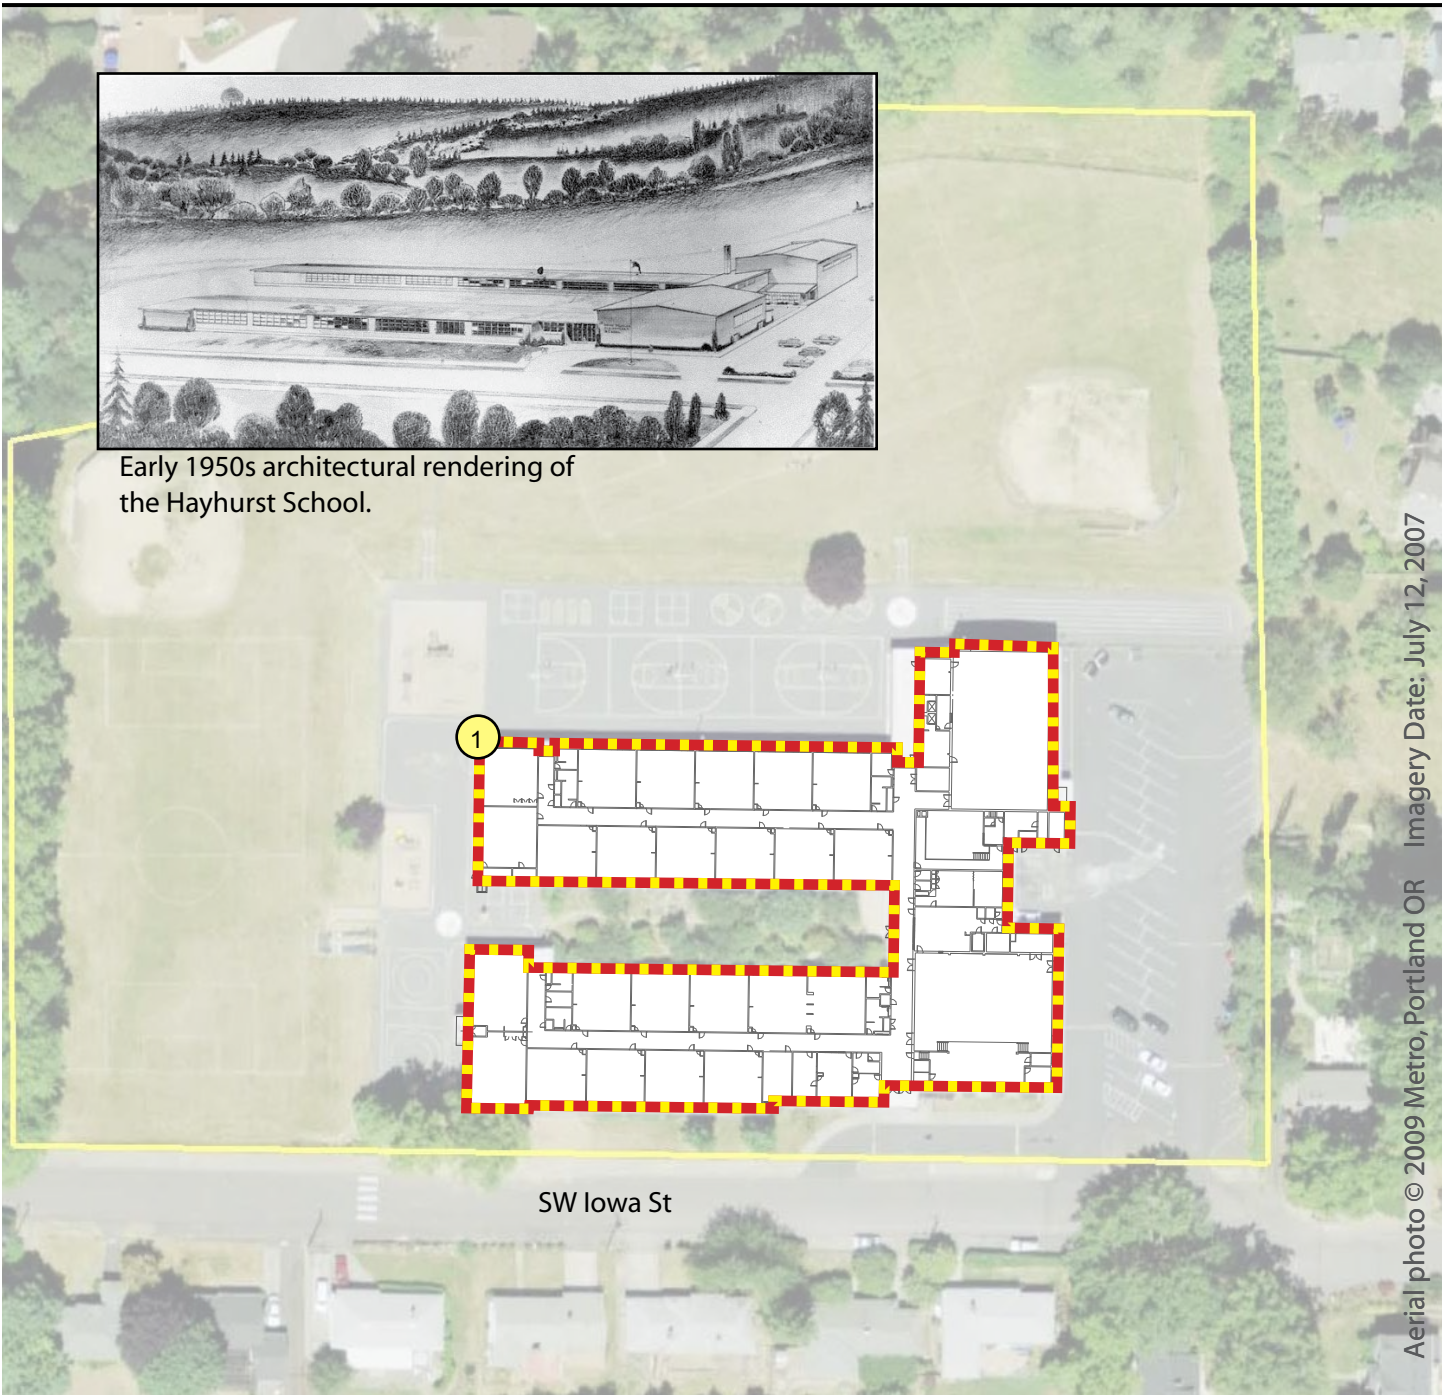 Early 1950s architectural rendering of
the Hayhurst School.
1
SW Iowa St
Aerial photo © 2009 Metro, Portland OR Imagery Date: July 12, 2007